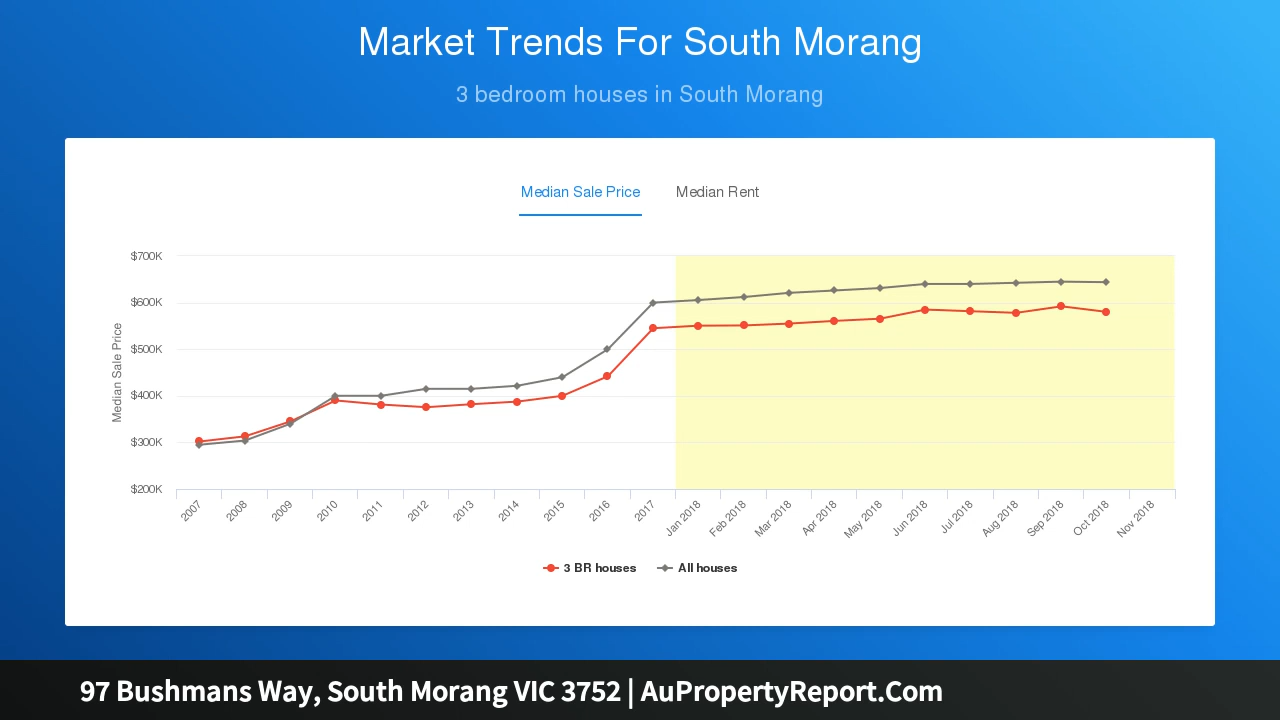 Market Trends For South Morang
3 bedroom houses in South Morang
Median Sale Price
Median Rent
Median Sale Price
$700K
$600K
$500K
$400K
$300K
$200K
2007
2008
2009
2010
2011
2012
2013
2014
2015
2016
2017
Jan 2018
Feb 2018
Mar 2018
Apr 2018
May 2018
Jun 2018
Jul 2018
Aug 2018
Sep 2018
Oct 2018
Nov 2018
3 BR houses
All houses
97 Bushmans Way, South Morang VIC 3752 | AuPropertyReport.Com